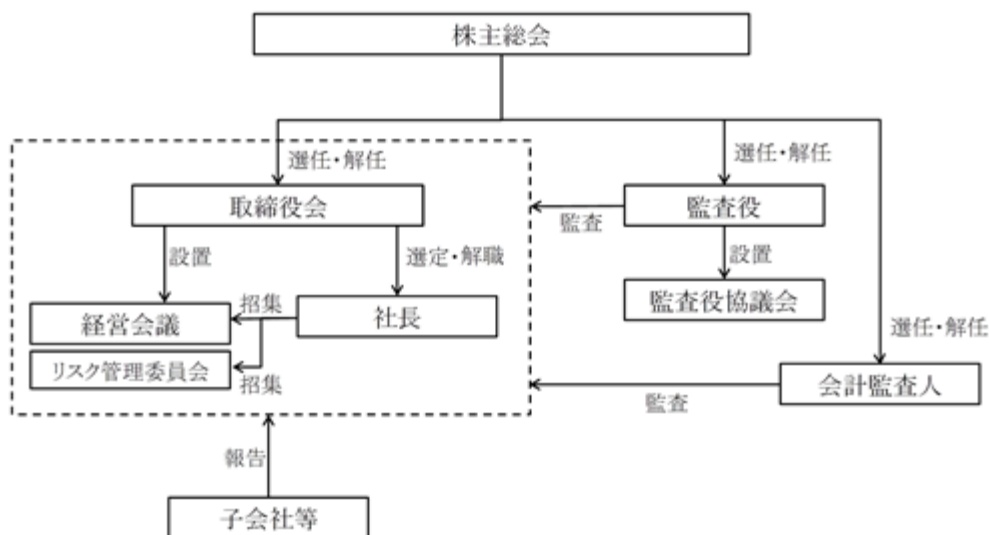 株主総会
選任・解任
選任・解任
取締役会
監査役
監査
設置
選定・解職
設置
監査役協議会
招集
経営会議
社長
選任・解任
リスク管理委員会
招集
会計監査人
監査
報告
子会社等